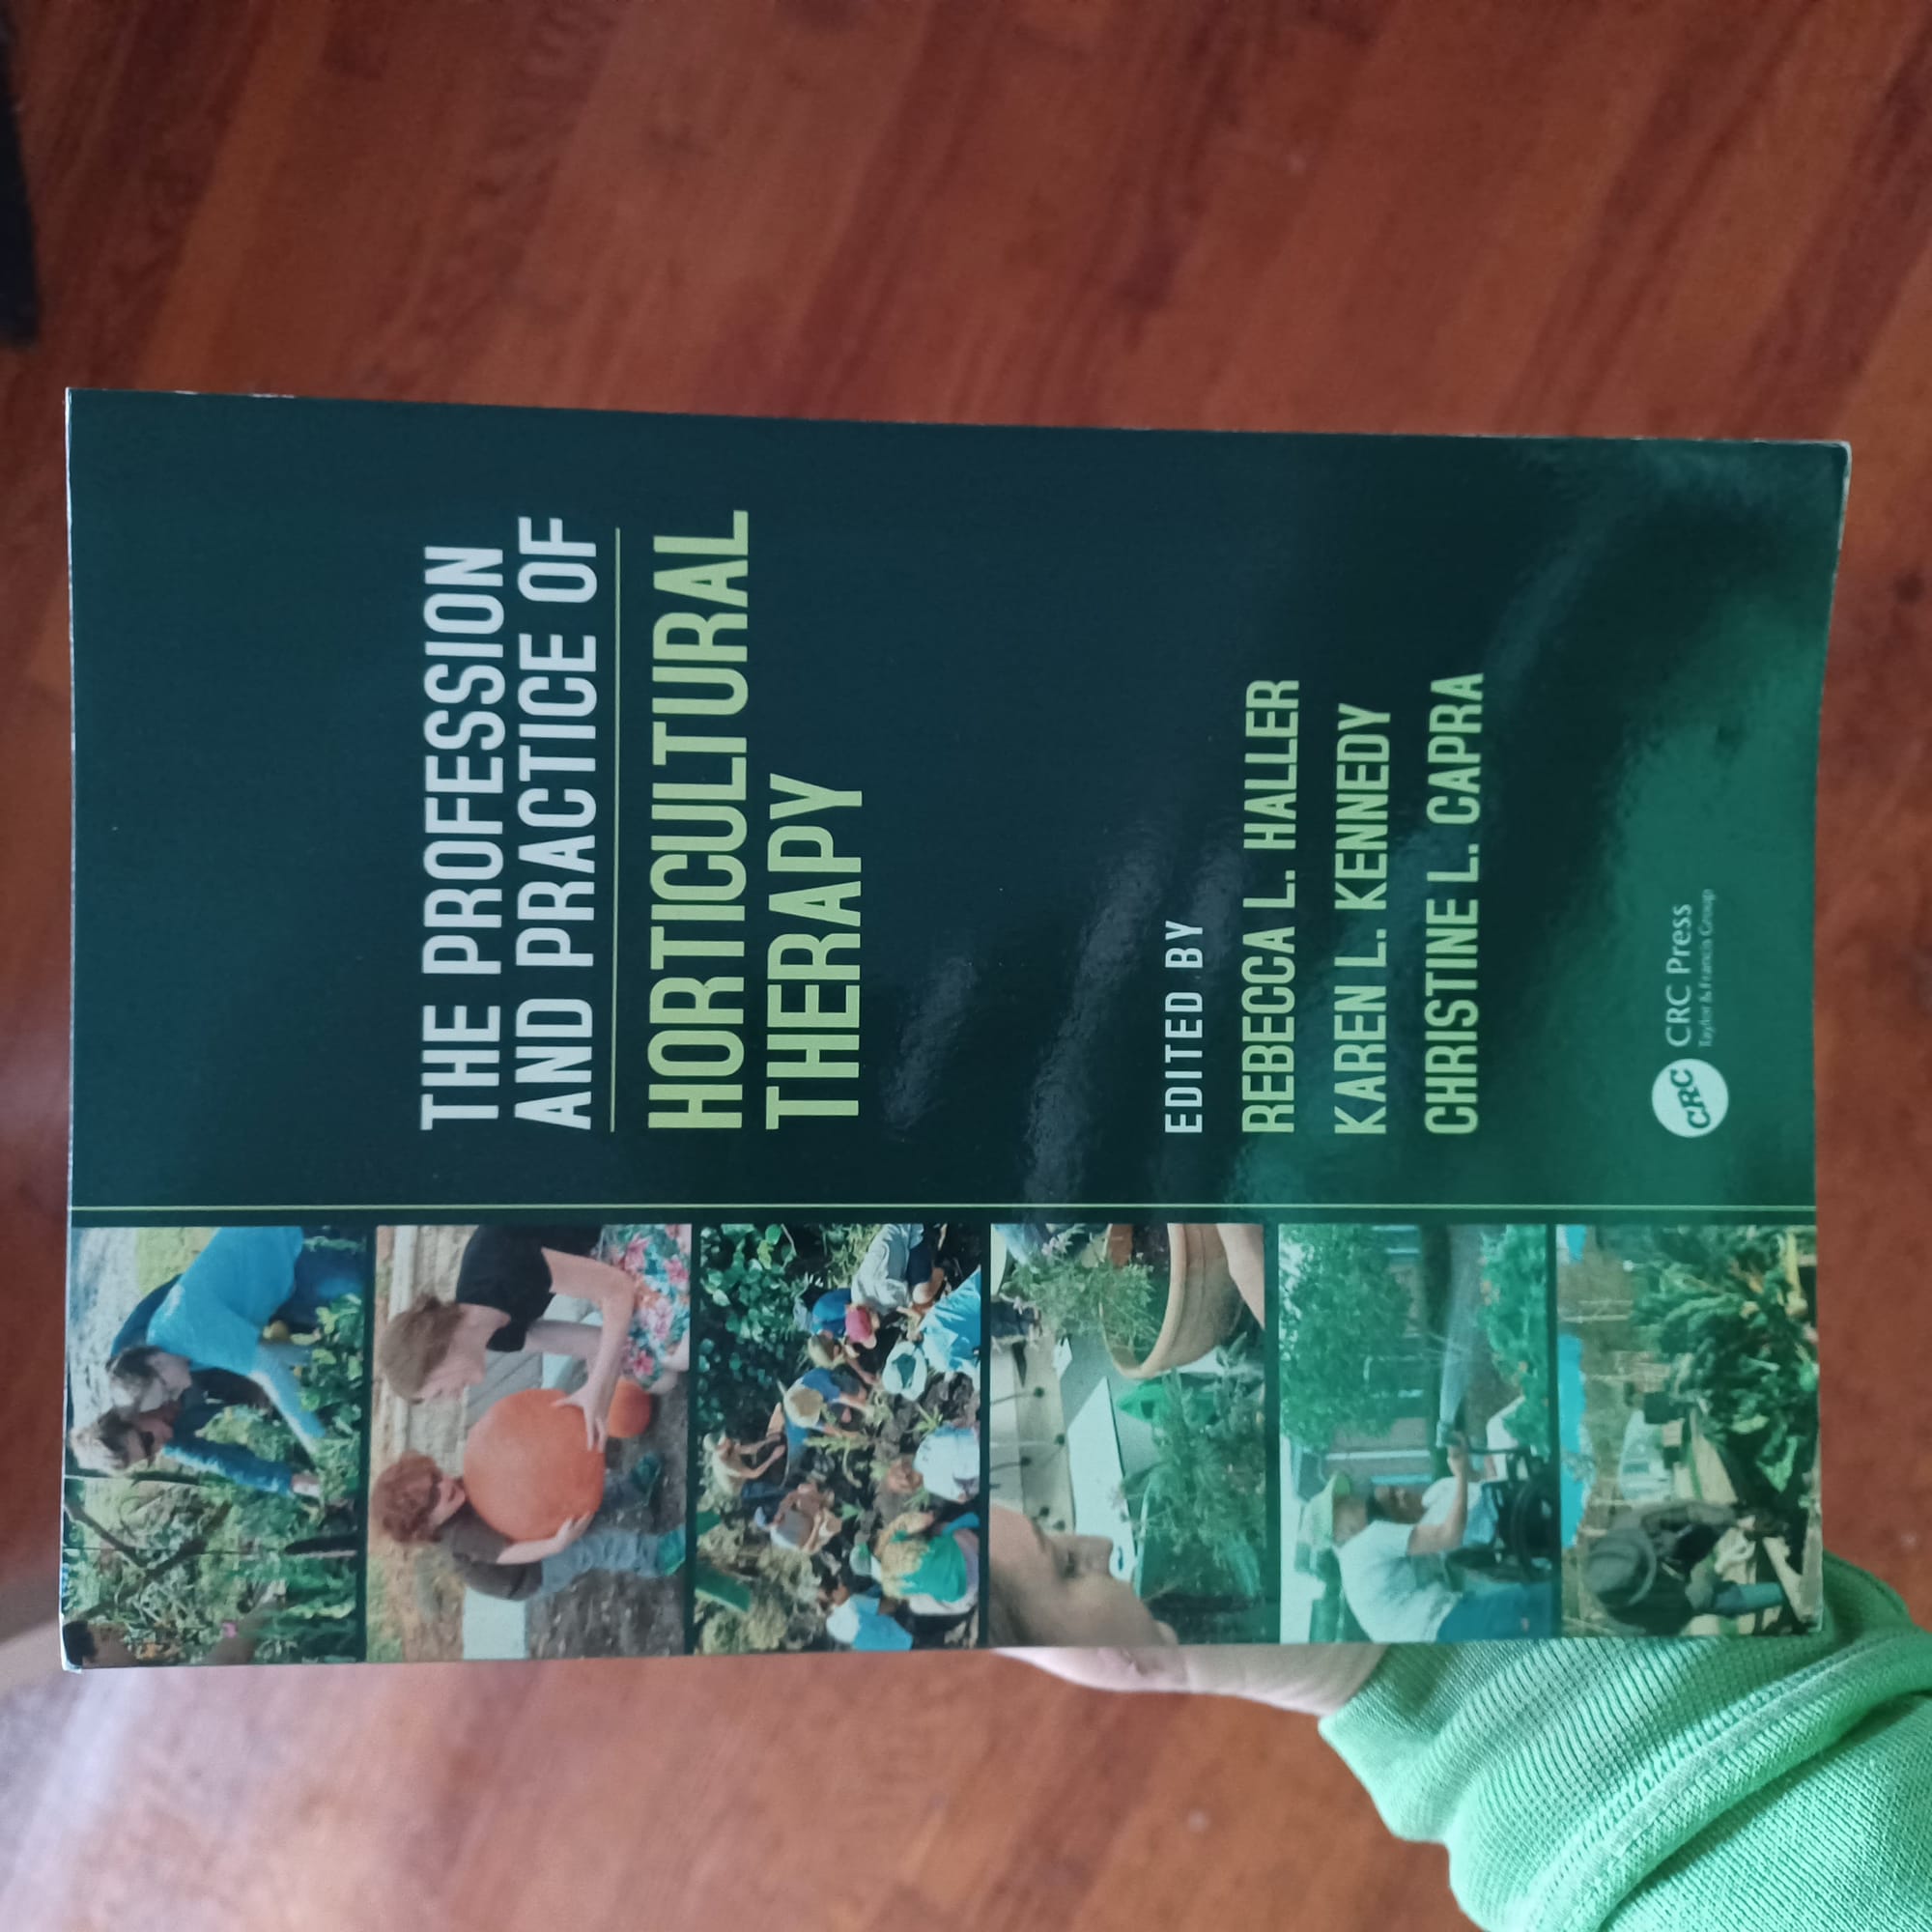 THE PROFESSION
AND PRACTICE OF
HORTICULTURAL
THERAPY
EDITED BY
REBECCA L. HALLER
KAREN L. KENNEDY
CHRISTINE L. CAPRA
CRC CRC Press
Taylor & Francis Group